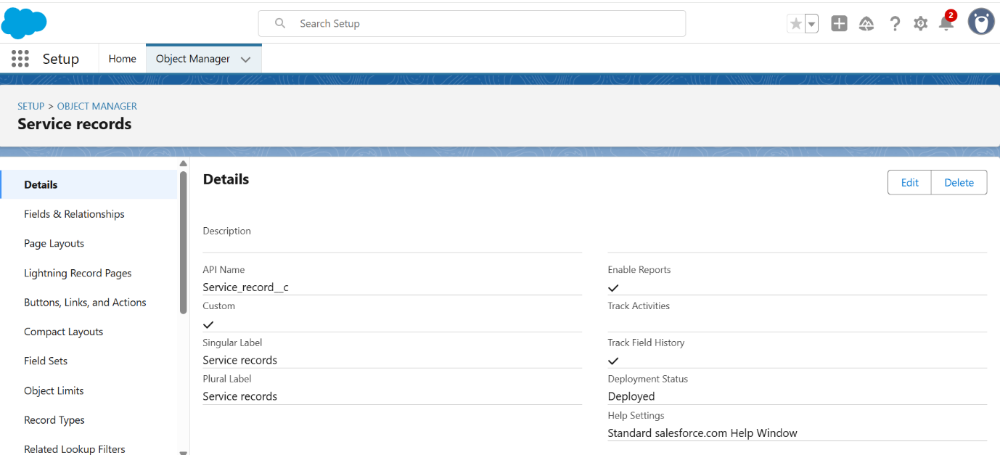 Search Setup
2
Setup
Home
Object Manager
SETUP > OBJECT MANAGER
Service records
Details
Fields & Relationships
Page Layouts
Lightning Record Pages
Buttons, Links, and Actions
Compact Layouts
Field Sets
Object Limits
Record Types
Related Lookup Filters
Details
Edit
Delete
Description
API Name
Service_record__c
Custom
Singular Label
Service records
Plural Label
Service records
Enable Reports
Track Activities
Track Field History
Deployment Status
Deployed
Help Settings
Standard salesforce.com Help Window